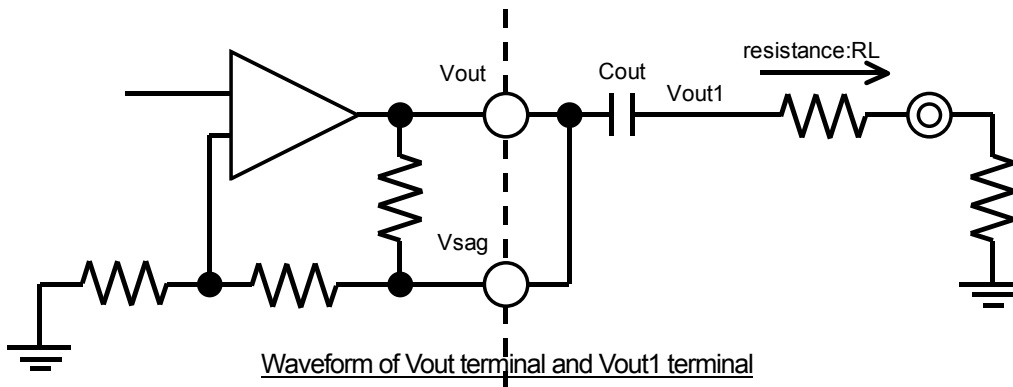 resistance:RL
Vout
Cout
Vout1
Vsag
Waveform of Vout terminal and Vout1 terminal